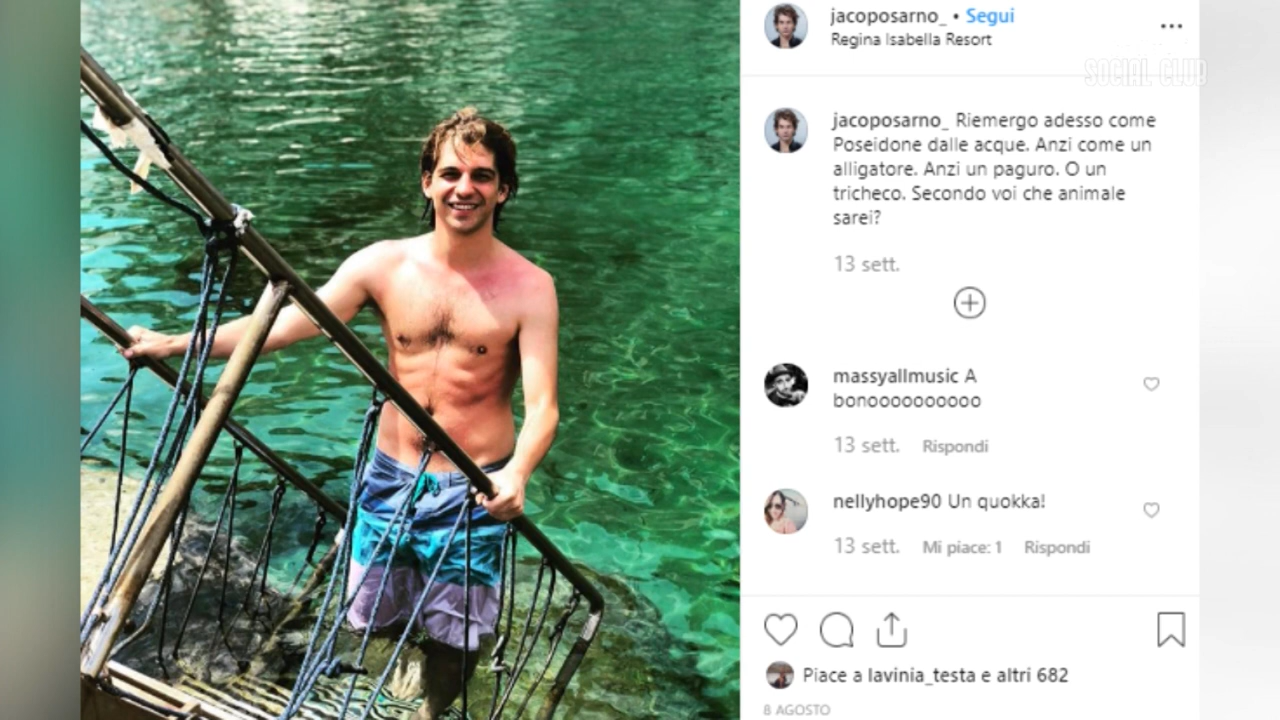 jacoposarno_ • Segui
Regina Isabella Resort
SOCIAL CLUB
jacoposarno_ Riemergo adesso come
Poseidone dalle acque. Anzi come un
alligatore. Anzi un paguro. O un
tricheco. Secondo voi che animale
sarei?
13 sett.
massyallmusic A
bonoooooooooo
13 sett. Rispondi
nellyhope90 Un quokka!
13 sett. Mi piace: 1 Rispondi
Piace a lavinia_testa e altri 682
8 AGOSTO